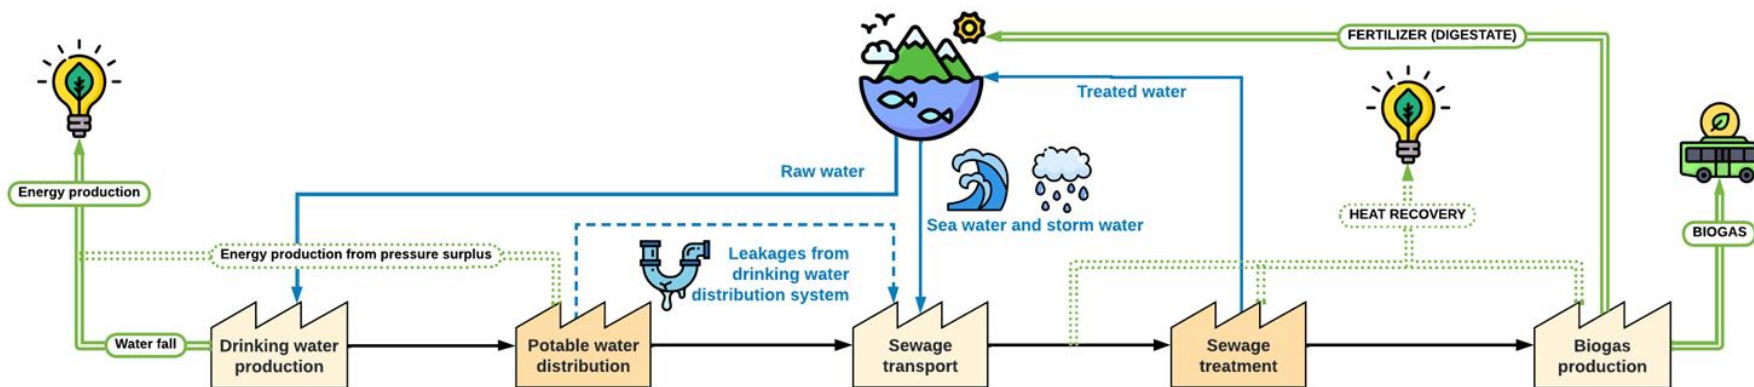 FERTILIZER (DIGESTATE)
Treated water
Raw water
Energy production
Sea water and storm water
HEAT RECOVERY
BIOGAS
Energy production from pressure surplus
Leakages from
drinking water
distribution system
Water fall
Drinking water
production
Potable water
distribution
Sewage
transport
Sewage
treatment
Biogas
production